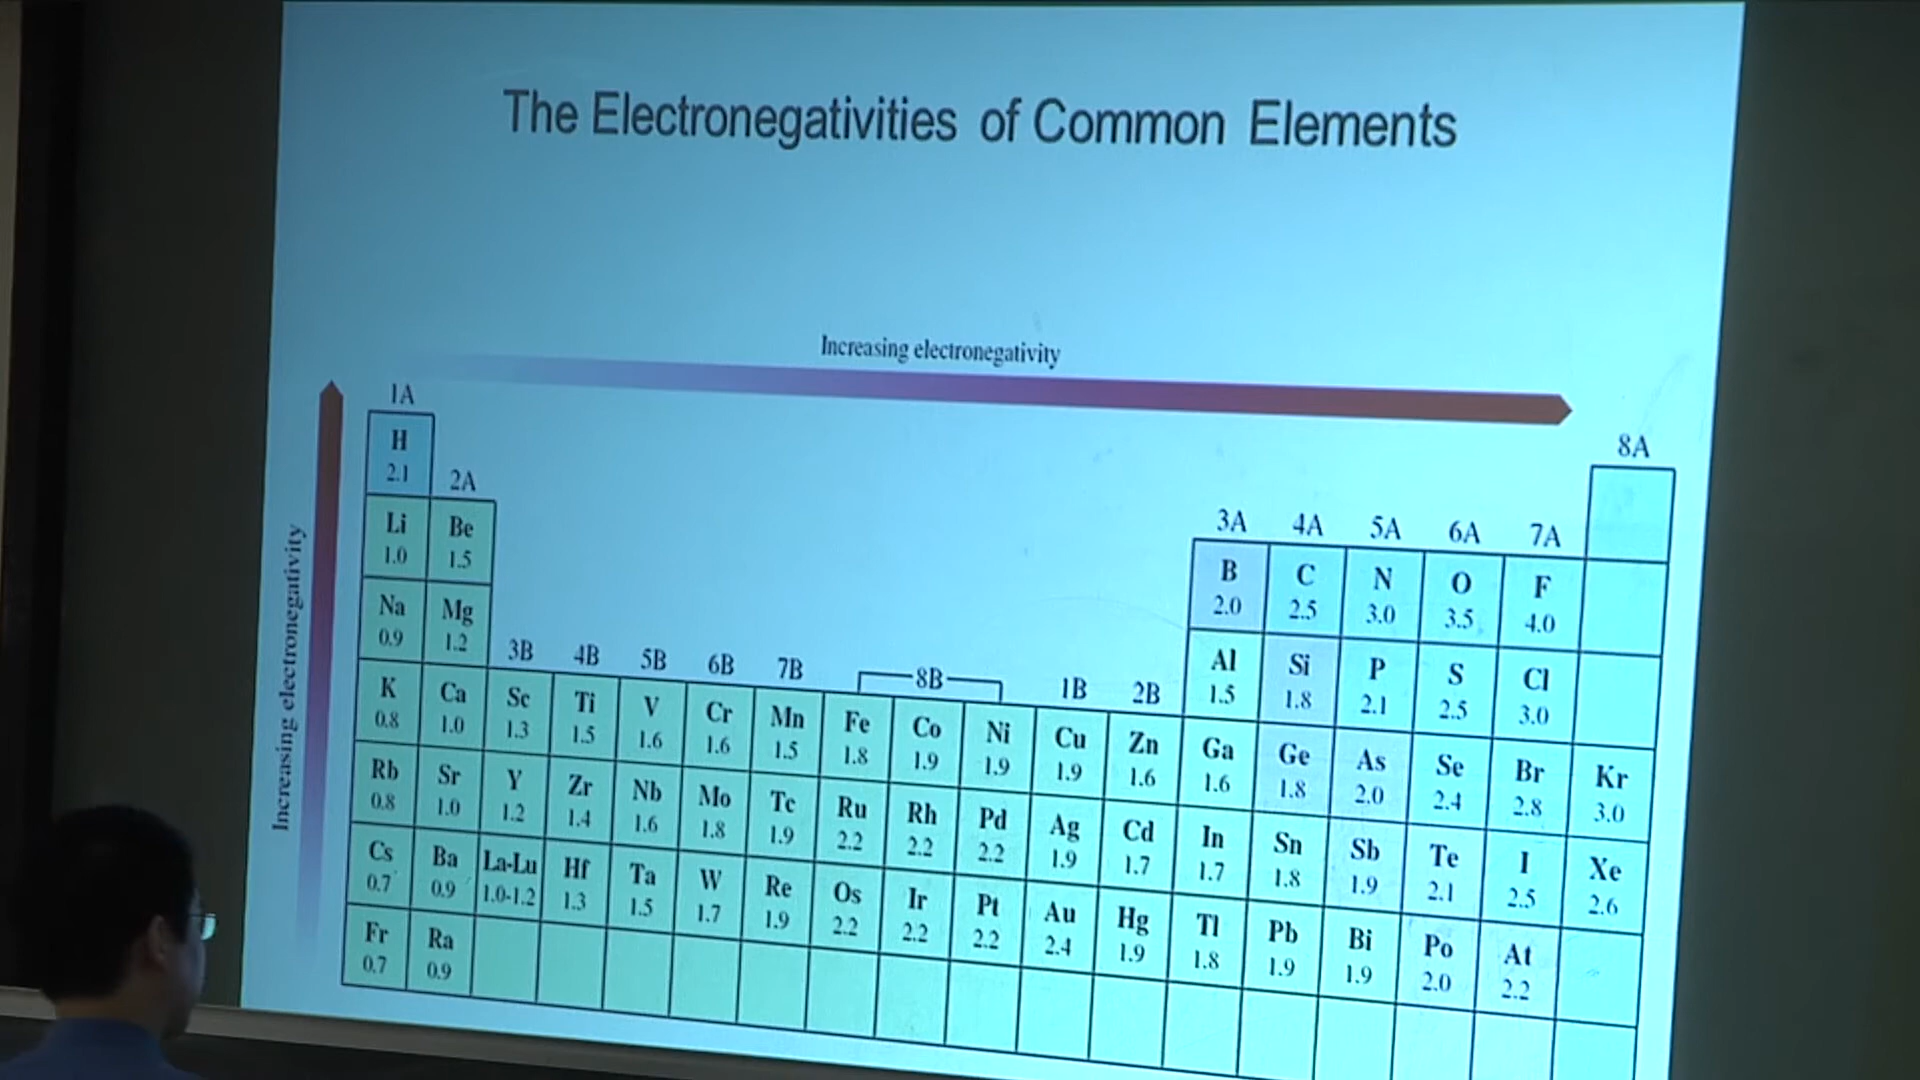 The Electronegativities of Common Elements
Increasing electronegativity
Increasing electronegativity
1A
8A
H
2.1
2A
3A 4A 5A 6A 7A
Li Be B C N O F
1.0 1.5 2.0 2.5 3.0 3.5 4.0
Na Mg Al Si P S Cl
0.9 1.2 1.5 1.8 2.1 2.5 3.0
3B 4B 5B 6B 7B 8B 1B 2B
K Ca Sc Ti V Cr Mn Fe Co Ni Cu Zn Ga Ge As Se Br Kr
0.8 1.0 1.3 1.5 1.6 1.6 1.5 1.8 1.9 1.9 1.9 1.6 1.6 1.8 2.0 2.4 2.8 3.0
Rb Sr Y Zr Nb Mo Tc Ru Rh Pd Ag Cd In Sn Sb Te I Xe
0.8 1.0 1.2 1.4 1.6 1.8 1.9 2.2 2.2 2.2 1.9 1.7 1.7 1.8 1.9 2.1 2.5 2.6
Cs Ba La-Lu Hf Ta W Re Os Ir Pt Au Hg Tl Pb Bi Po At
0.7 0.9 1.0-1.2 1.3 1.5 1.7 1.9 2.2 2.2 2.2 2.4 1.9 1.8 1.9 1.9 2.0 2.2
Fr Ra
0.7 0.9